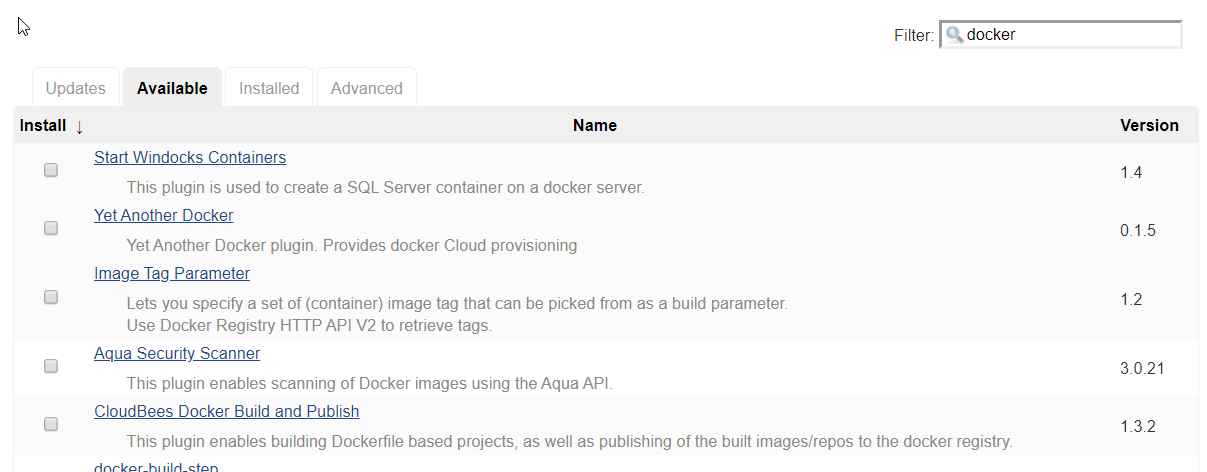 Filter: docker
Updates Available Installed Advanced
Install ↓ Name Version
Start Windocks Containers
This plugin is used to create a SQL Server container on a docker server.
1.4
Yet Another Docker
Yet Another Docker plugin. Provides docker Cloud provisioning
0.1.5
Image Tag Parameter
Lets you specify a set of (container) image tag that can be picked from as a build parameter.
Use Docker Registry HTTP API V2 to retrieve tags.
1.2
Aqua Security Scanner
This plugin enables scanning of Docker images using the Aqua API.
3.0.21
CloudBees Docker Build and Publish
This plugin enables building Dockerfile based projects, as well as publishing of the built images/repos to the docker registry.
1.3.2
docker-build-step